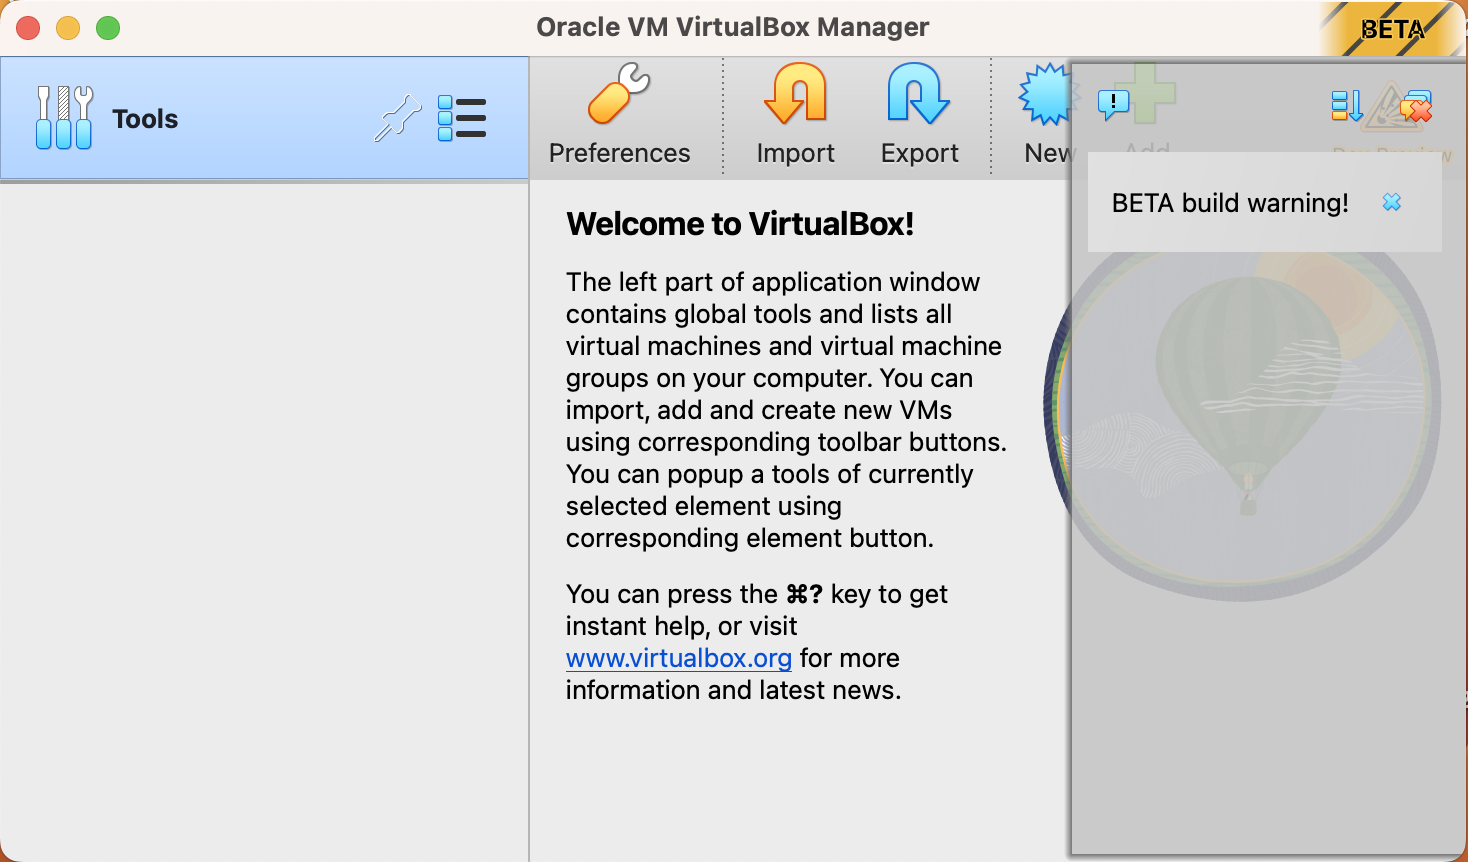 Oracle VM VirtualBox Manager
BETA
Tools
Preferences
Import
Export
New
Add
Dev Preview
BETA build warning!
Welcome to VirtualBox!
The left part of application window
contains global tools and lists all
virtual machines and virtual machine
groups on your computer. You can
import, add and create new VMs
using corresponding toolbar buttons.
You can popup a tools of currently
selected element using
corresponding element button.
You can press the ⌘? key to get
instant help, or visit
www.virtualbox.org for more
information and latest news.